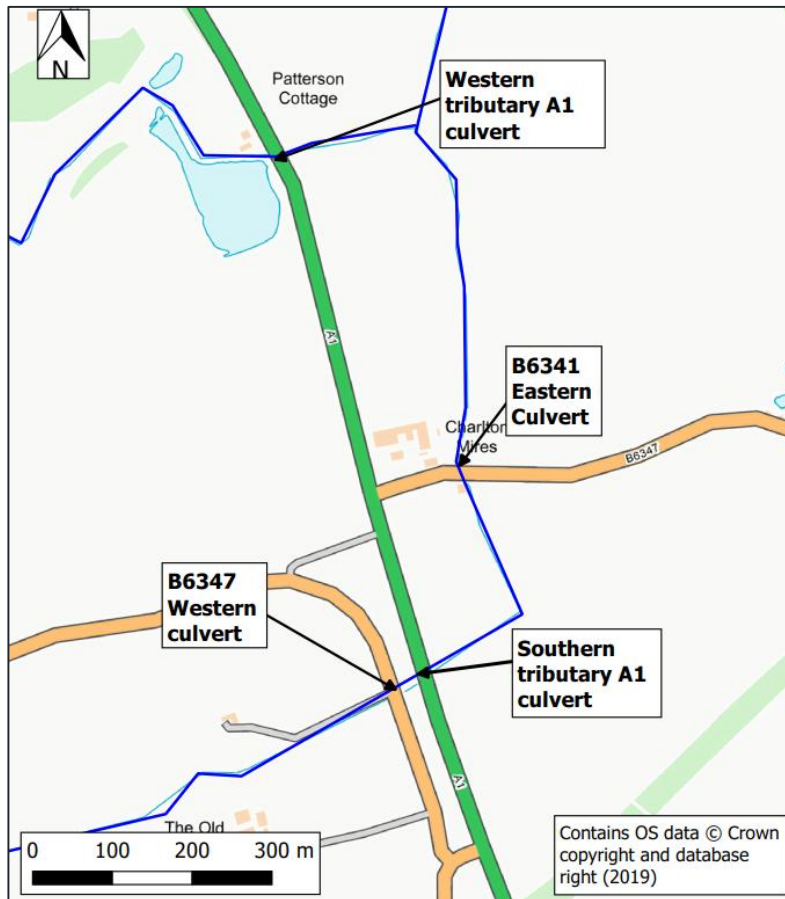 N
Patterson
Cottage
Western
tributary A1
culvert
A1
B6341
Eastern
Culvert
Charlton
Mires
B6347
B6347
Western
culvert
Southern
tributary A1
culvert
A1
The Old
0 100 200 300 m
Contains OS data © Crown
copyright and database
right (2019)